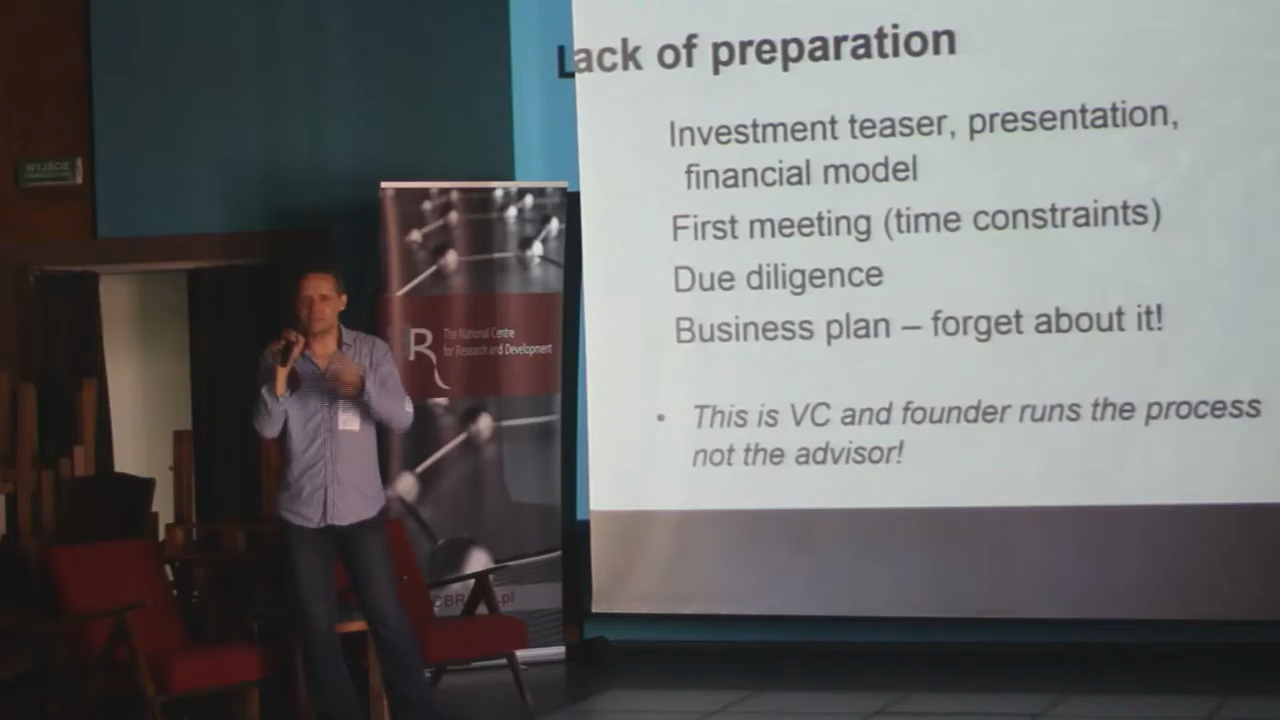 Lack of preparation
Investment teaser, presentation,
financial model
First meeting (time constraints)
Due diligence
Business plan – forget about it!
• This is VC and founder runs the process
not the advisor!
WYJŚCIE
R
The National Centre
for Research and Development